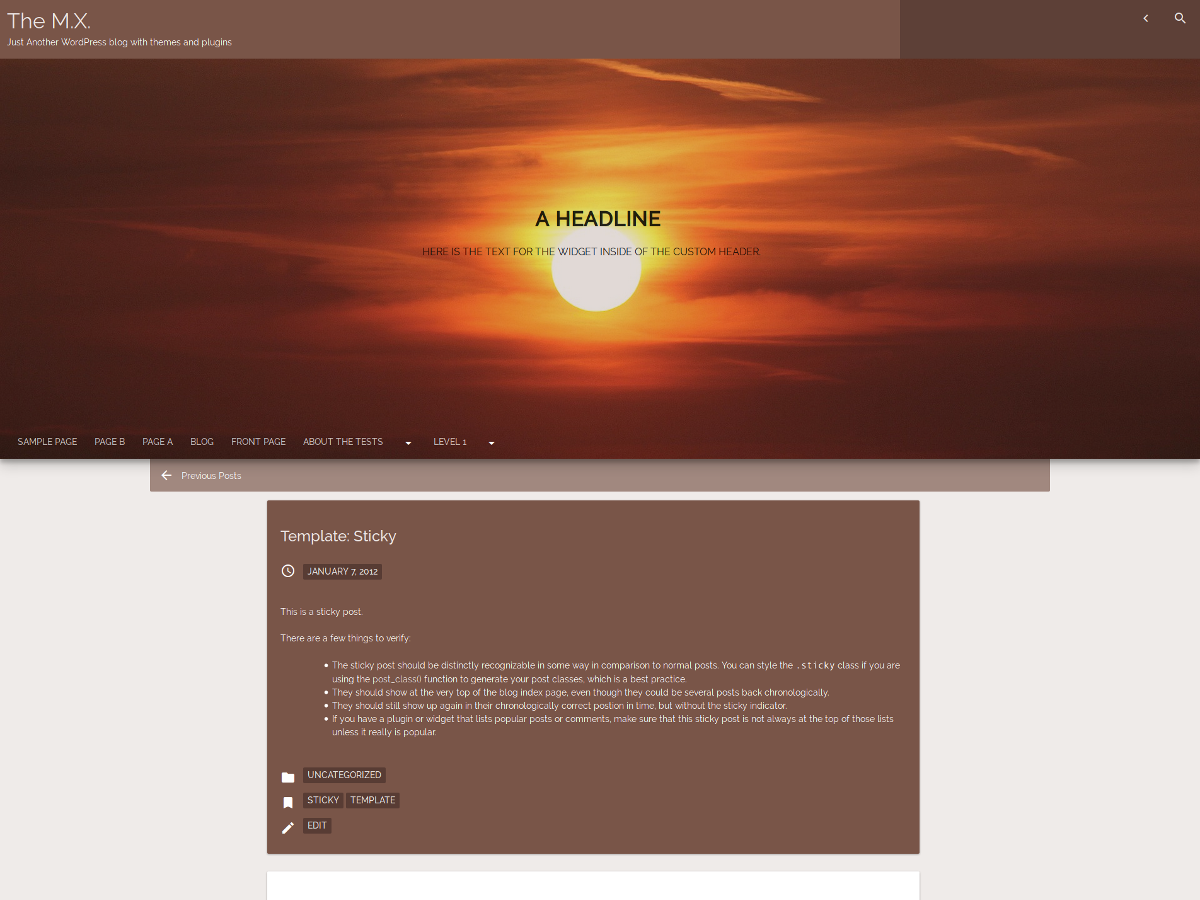 The M.X.
Just Another WordPress blog with themes and plugins
A HEADLINE
HERE IS THE TEXT FOR THE WIDGET INSIDE OF THE CUSTOM HEADER.
SAMPLE PAGE PAGE B PAGE A BLOG FRONT PAGE ABOUT THE TESTS LEVEL 1
Previous Posts
Template: Sticky
JANUARY 7, 2012
This is a sticky post.
There are a few things to verify:
The sticky post should be distinctly recognizable in some way in comparison to normal posts. You can style the .sticky class if you are
using the post_class() function to generate your post classes, which is a best practice.
They should show at the very top of the blog index page, even though they could be several posts back chronologically.
They should still show up again in their chronologically correct postion in time, but without the sticky indicator.
If you have a plugin or widget that lists popular posts or comments, make sure that this sticky post is not always at the top of those lists
unless it really is popular.
UNCATEGORIZED
STICKY TEMPLATE
EDIT